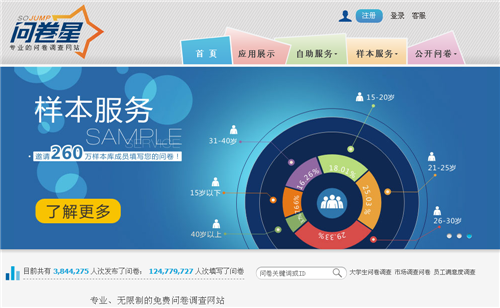 SOJUMP
问卷星
专业的问卷调查网站
注册 登录 客服
首 页 应用展示 自助服务 样本服务 公开问卷
样本服务
SAMPLE
邀请260万样本库成员填写您的问卷！
了解更多
15-20岁
31-40岁
21-25岁
15岁以下
26-30岁
40岁以上
16.26%
18.01%
25.03%
29.33%
目前共有 3,844,275 人次发布了问卷； 124,779,727 人次填写了问卷
问卷关键词或ID
大学生问卷调查 市场调查问卷 员工满意度调查
专业、无限制的免费问卷调查网站